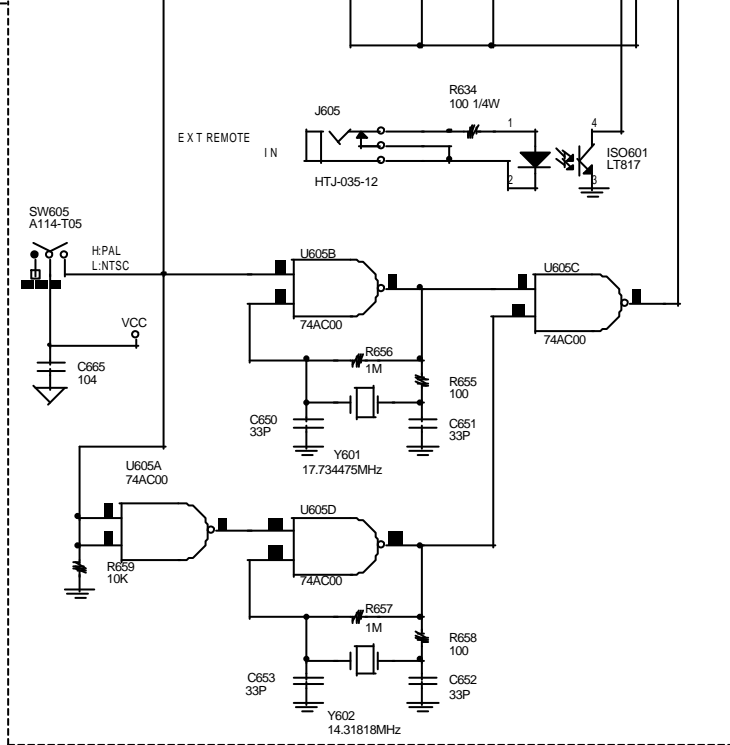 R634
100 1/4W
J605
1
4
EXT REMOTE
IN
ISO601
LT817
2
3
HTJ-035-12
SW605
A114-T05
H:PAL
L:NTSC
U605B
U605C
VCC
74AC00
74AC00
R656
1M
C665
104
R655
100
C650
33P
C651
33P
Y601
17.734475MHz
U605A
74AC00
U605D
R659
10K
74AC00
R657
1M
R658
100
C653
33P
C652
33P
Y602
14.31818MHz